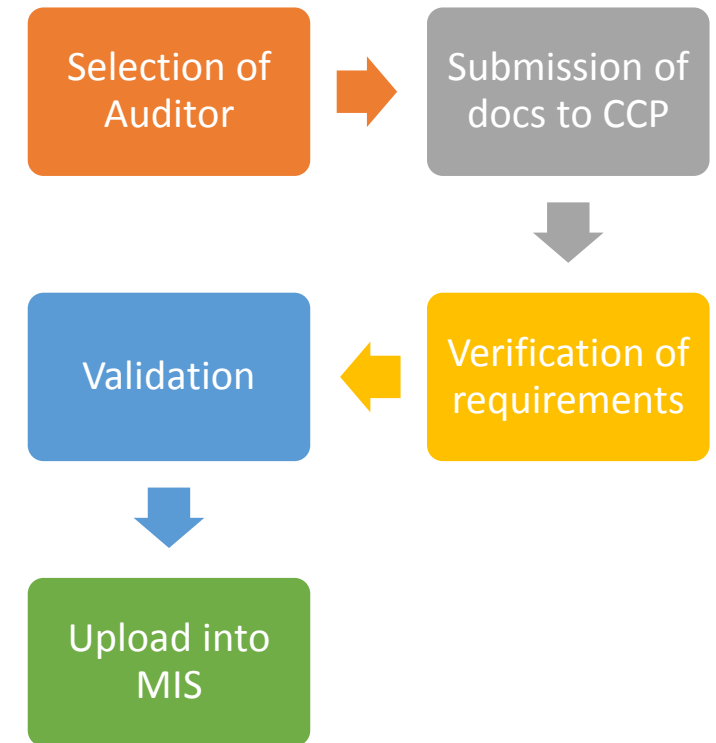 Selection of
Auditor
Submission of
docs to CCP
Verification of
requirements
Validation
Upload into
MIS